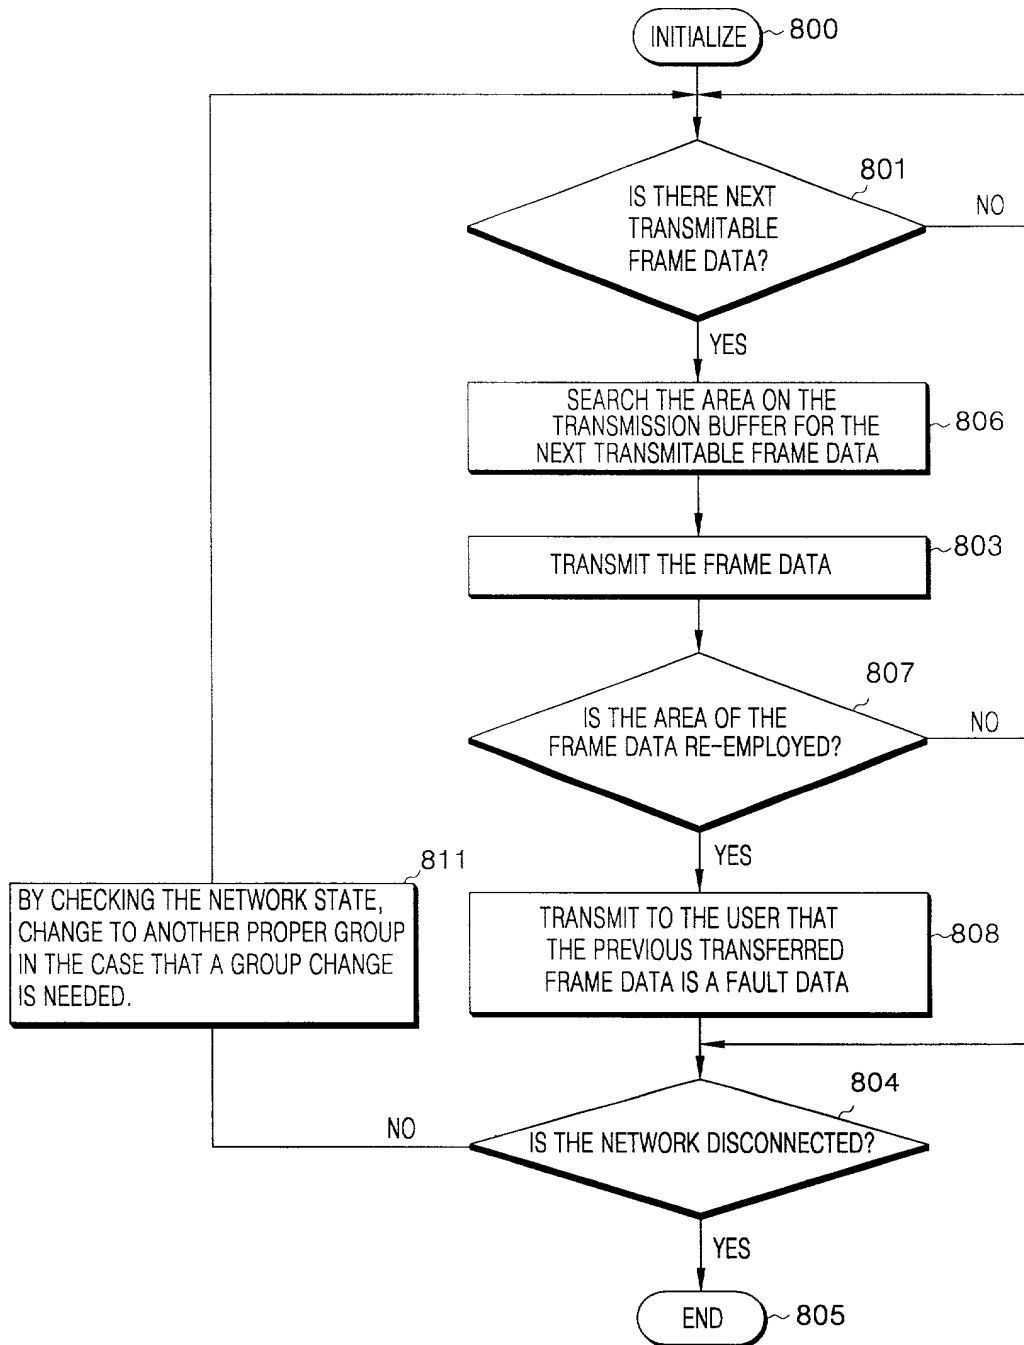 INITIALIZE
800
801
IS THERE NEXT
TRANSMITABLE
FRAME DATA?
NO
YES
SEARCH THE AREA ON THE
TRANSMISSION BUFFER FOR THE
NEXT TRANSMITABLE FRAME DATA
806
TRANSMIT THE FRAME DATA
803
807
IS THE AREA OF THE
FRAME DATA RE-EMPLOYED?
NO
YES
811
BY CHECKING THE NETWORK STATE,
CHANGE TO ANOTHER PROPER GROUP
IN THE CASE THAT A GROUP CHANGE
IS NEEDED.
TRANSMIT TO THE USER THAT
THE PREVIOUS TRANSFERRED
FRAME DATA IS A FAULT DATA
808
804
NO
IS THE NETWORK DISCONNECTED?
YES
END
805